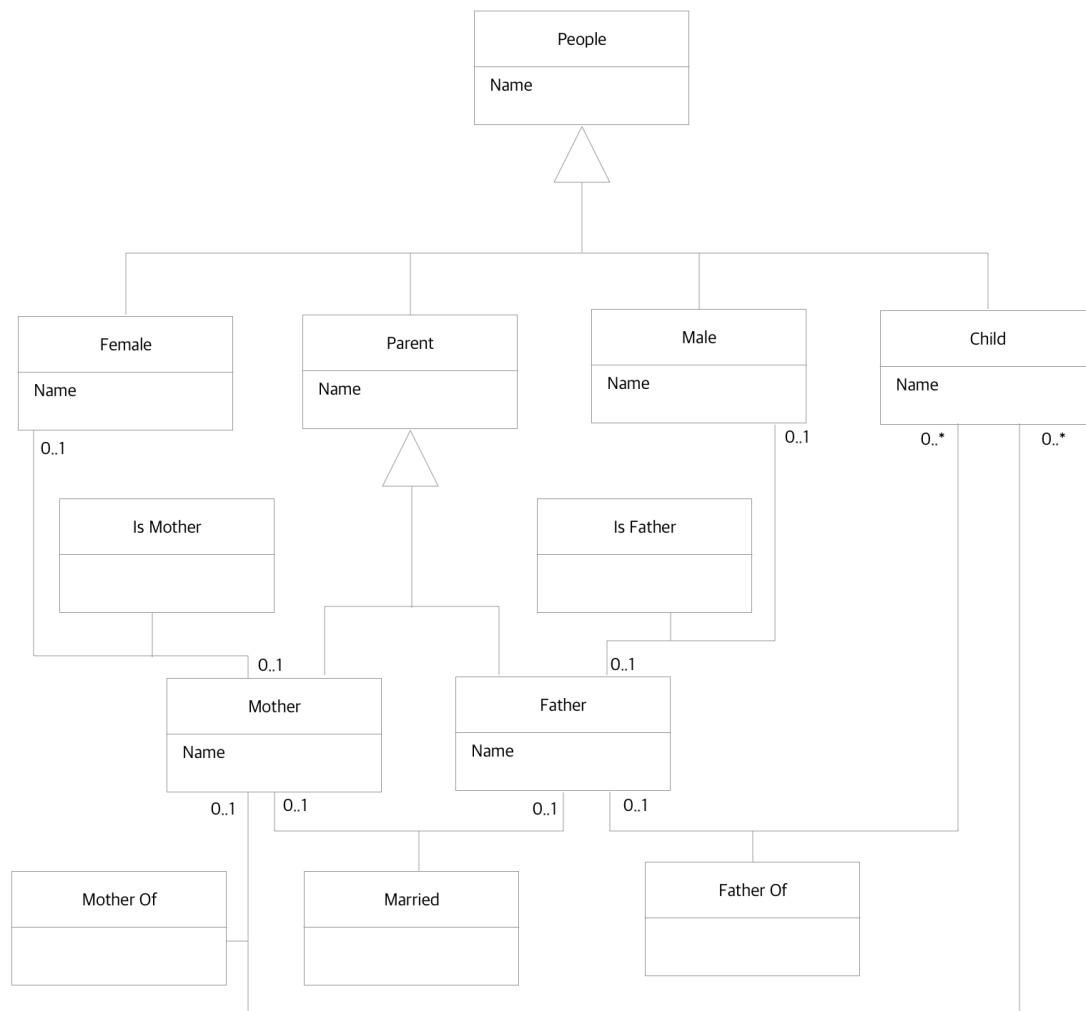 People
Name
Female
Parent
Male
Child
Name
Name
Name
Name
0..1
0..1
0..*
0..*
Is Mother
Is Father
0..1
0..1
Mother
Father
Name
Name
0..1
0..1
0..1
0..1
Mother Of
Married
Father Of